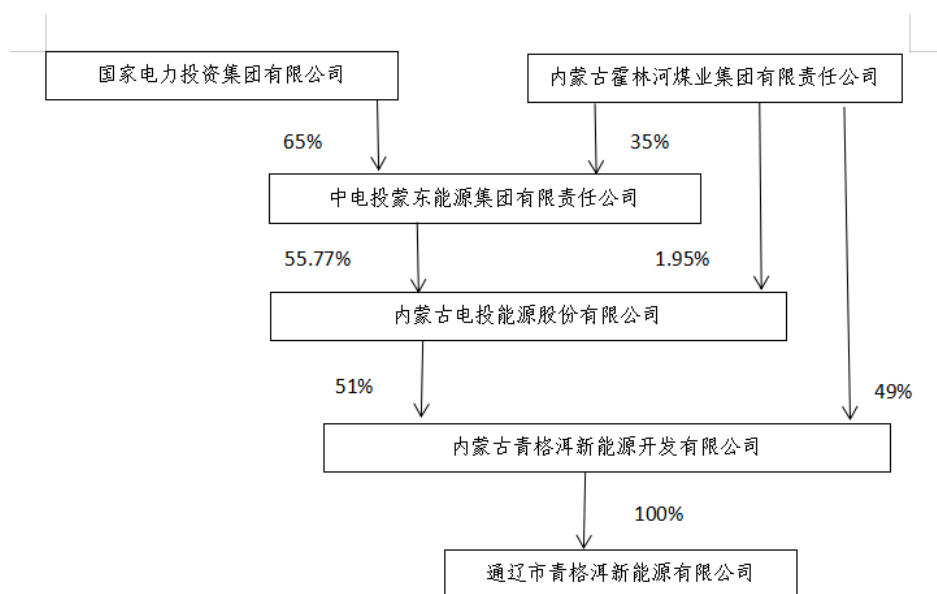 国家电力投资集团有限公司
内蒙古霍林河煤业集团有限责任公司
65%
35%
中电投蒙东能源集团有限责任公司
55.77%
1.95%
内蒙古电投能源股份有限公司
51%
49%
内蒙古青格洱新能源开发有限公司
100%
通辽市青格洱新能源有限公司